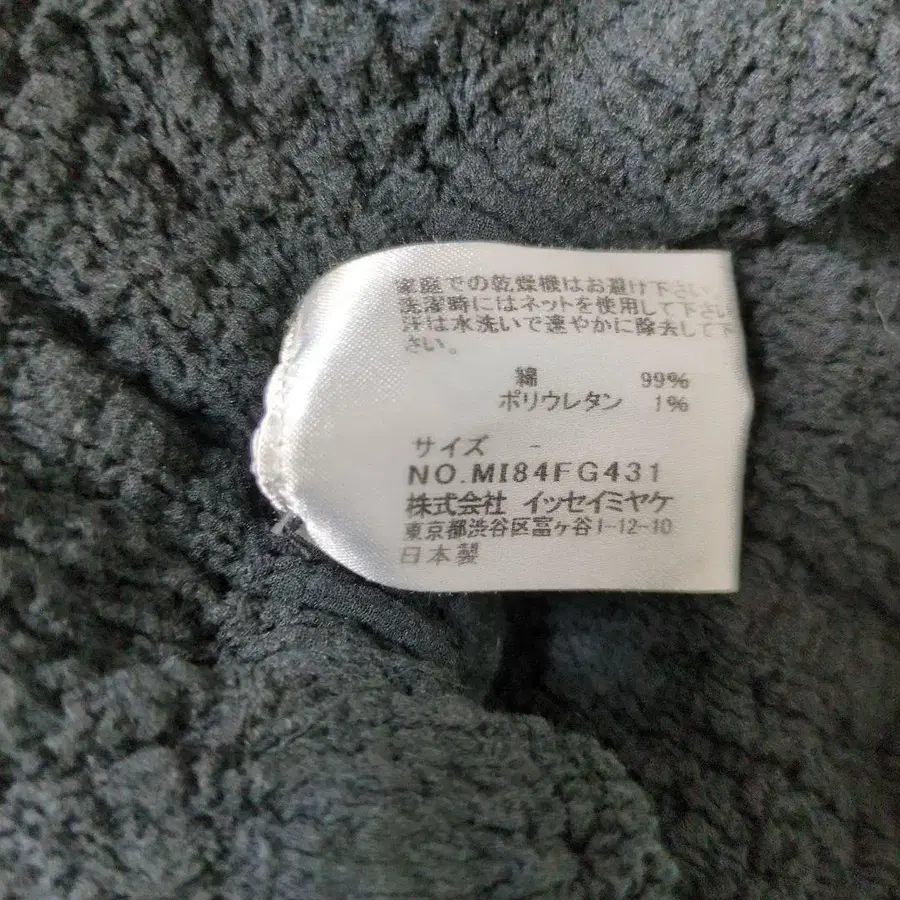 家庭での乾燥機はお避け下さい
洗濯時にはネットを使用して下さい
汗は水洗いで速やかに除去して下
さい。
綿 99%
ポリウレタン 1%
サイズ -
NO.MI84FG431
株式会社 イッセイミヤケ
東京都渋谷区富ヶ谷1-12-10
日本製